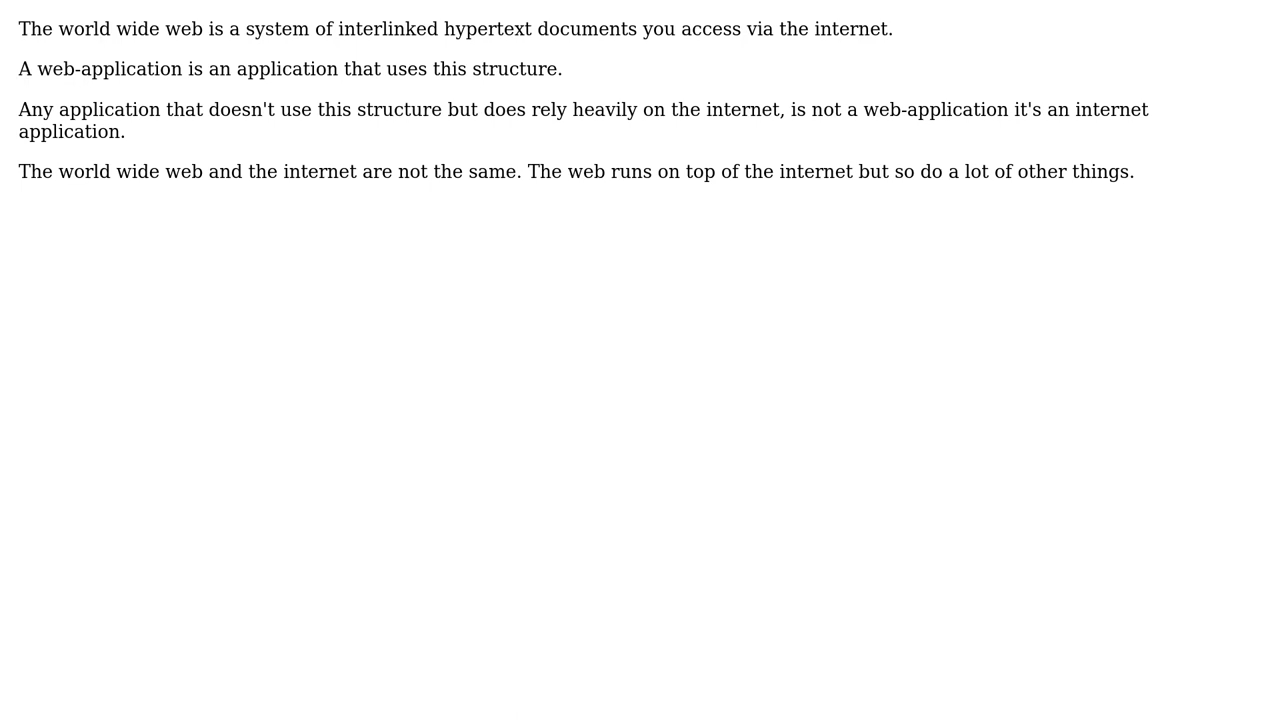 The world wide web is a system of interlinked hypertext documents you access via the internet.
A web-application is an application that uses this structure.
Any application that doesn't use this structure but does rely heavily on the internet, is not a web-application it's an internet
application.
The world wide web and the internet are not the same. The web runs on top of the internet but so do a lot of other things.